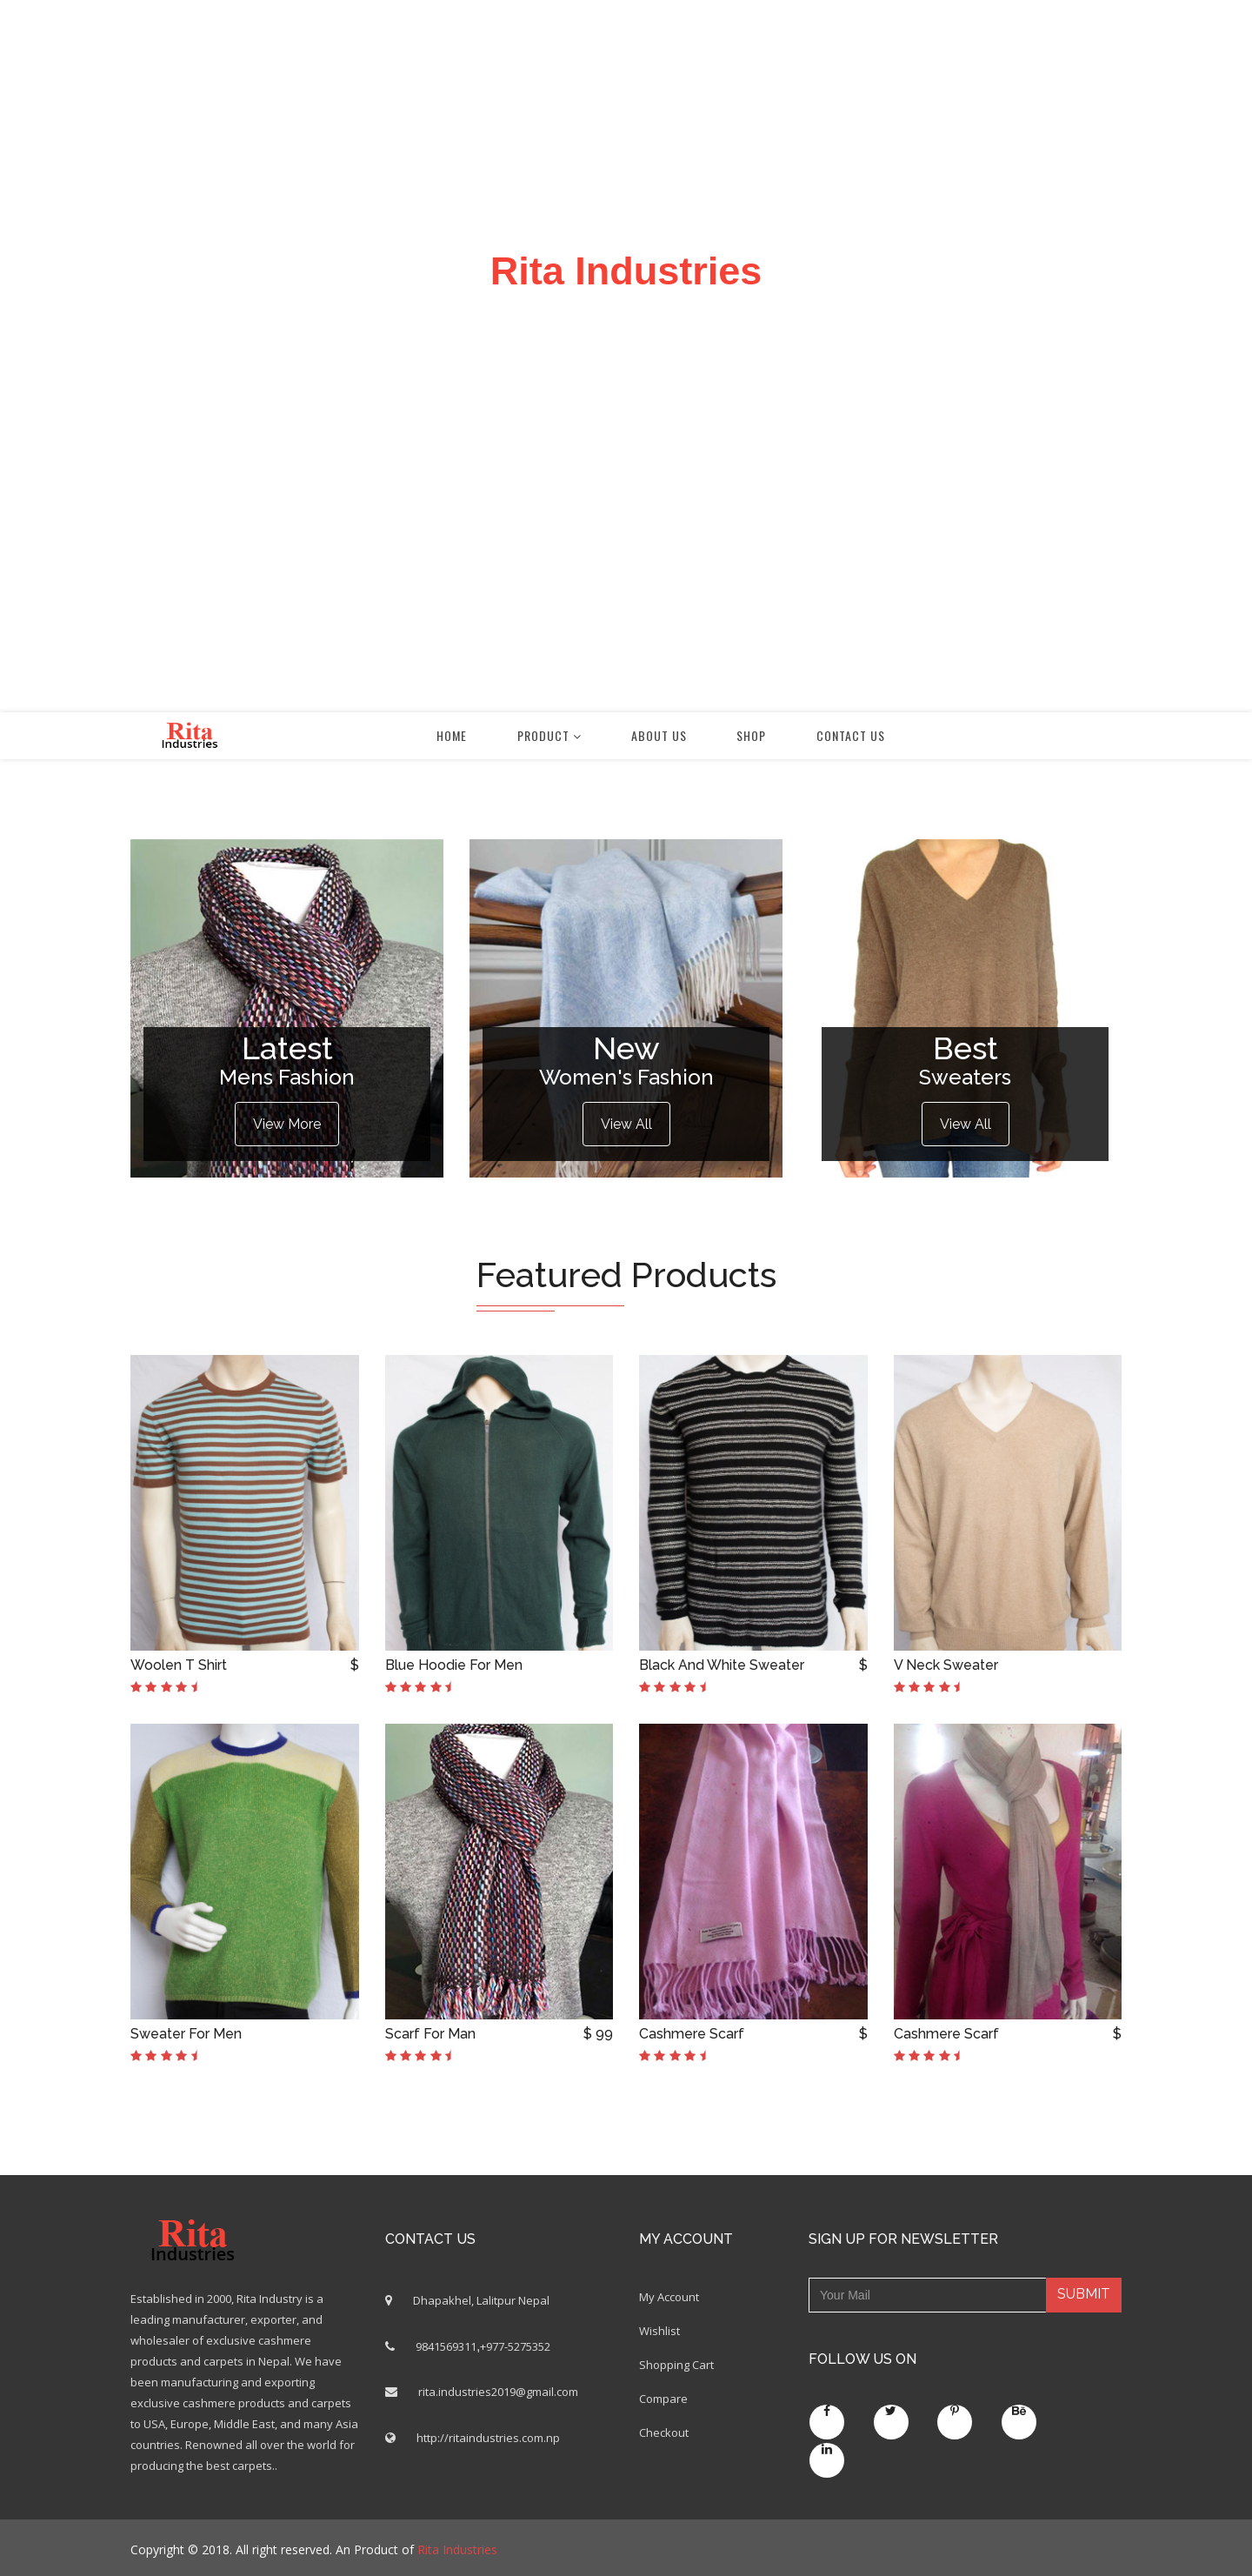 Rita Industries
Rita
Industries
HOME PRODUCT ABOUT US SHOP CONTACT US
Latest
Mens Fashion
View More
New
Women's Fashion
View All
Best
Sweaters
View All
Featured Products
Woolen T Shirt $
Blue Hoodie For Men
Black And White Sweater $
V Neck Sweater
Sweater For Men
Scarf For Man $ 99
Cashmere Scarf $
Cashmere Scarf $
Rita
Industries
Established in 2000, Rita Industry is a
leading manufacturer, exporter, and
wholesaler of exclusive cashmere
products and carpets in Nepal. We have
been manufacturing and exporting
exclusive cashmere products and carpets
to USA, Europe, Middle East, and many Asia
countries. Renowned all over the world for
producing the best carpets..
CONTACT US
Dhapakhel, Lalitpur Nepal
9841569311,+977-5275352
rita.industries2019@gmail.com
http://ritaindustries.com.np
MY ACCOUNT
My Account
Wishlist
Shopping Cart
Compare
Checkout
SIGN UP FOR NEWSLETTER
Your Mail SUBMIT
FOLLOW US ON
Copyright © 2018. All right reserved. An Product of Rita Industries